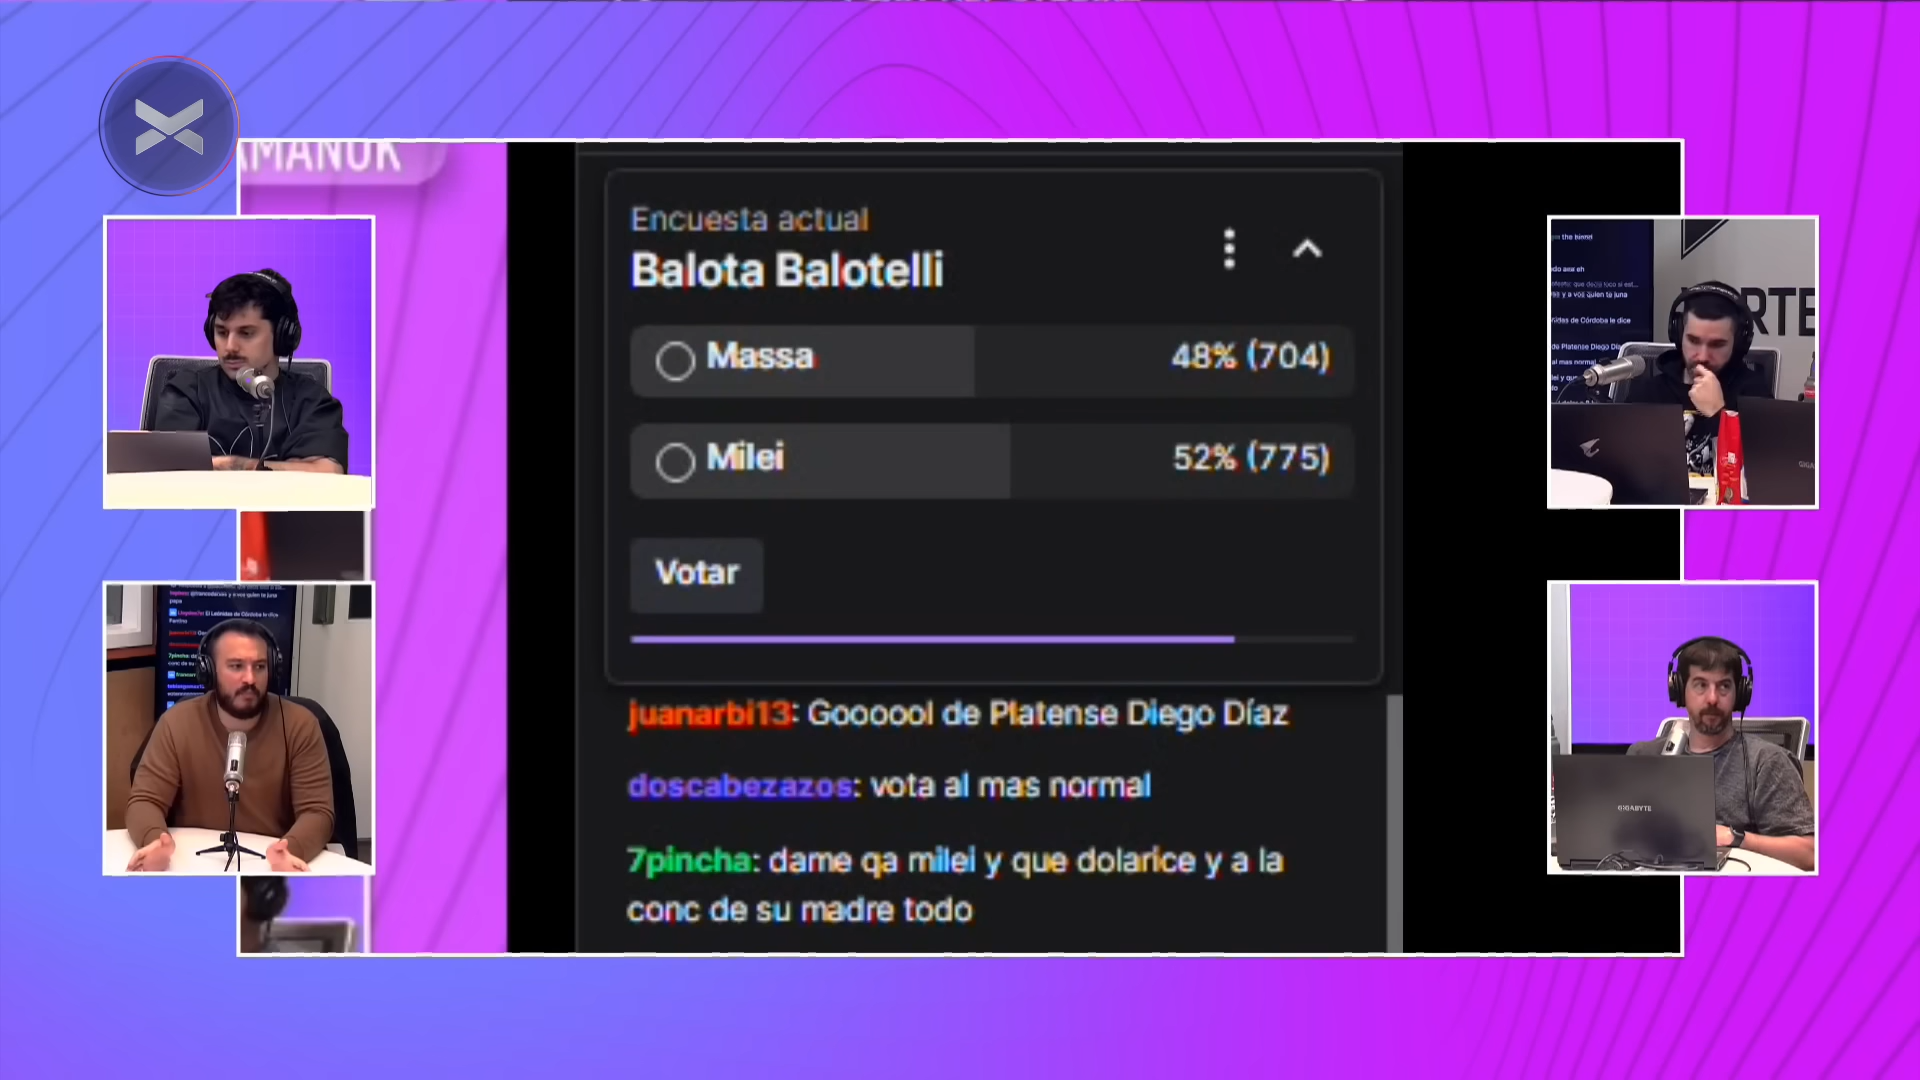 Encuesta actual
Balota Balotelli
Massa 48% (704)
Milei 52% (775)
Votar
juanarbi13: Goooool de Platense Diego Díaz
doscabezazos: vota al mas normal
7pincha: dame qa milei y que dolarice y a la
conc de su madre todo
GIGABYTE